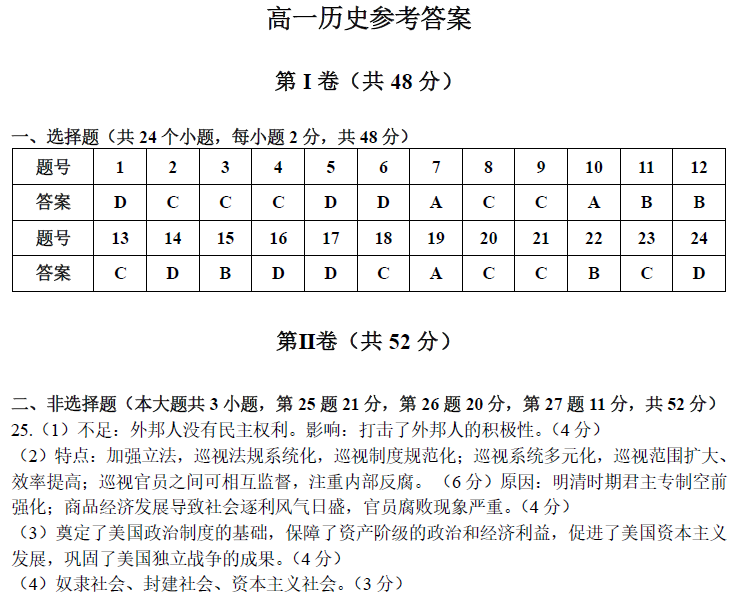 高一历史参考答案
第 I 卷（共 48 分）
一、选择题（共 24 个小题，每小题 2 分，共 48 分）
题号 1 2 3 4 5 6 7 8 9 10 11 12
答案 D C C C D D A C C A B B
题号 13 14 15 16 17 18 19 20 21 22 23 24
答案 C D B D D C A C C B C D
第II卷（共 52 分）
二、非选择题（本大题共 3 小题，第 25 题 21 分，第 26 题 20 分，第 27 题 11 分，共 52 分）
25.（1）不足：外邦人没有民主权利。影响：打击了外邦人的积极性。（4 分）
（2）特点：加强立法，巡视法规系统化，巡视制度规范化；巡视系统多元化，巡视范围扩大、
效率提高；巡视官员之间可相互监督，注重内部反腐。（6 分）原因：明清时期君主专制空前
强化；商品经济发展导致社会逐利风气日盛，官员腐败现象严重。（4 分）
（3）奠定了美国政治制度的基础，保障了资产阶级的政治和经济利益，促进了美国资本主义
发展，巩固了美国独立战争的成果。（4 分）
（4）奴隶社会、封建社会、资本主义社会。（3 分）